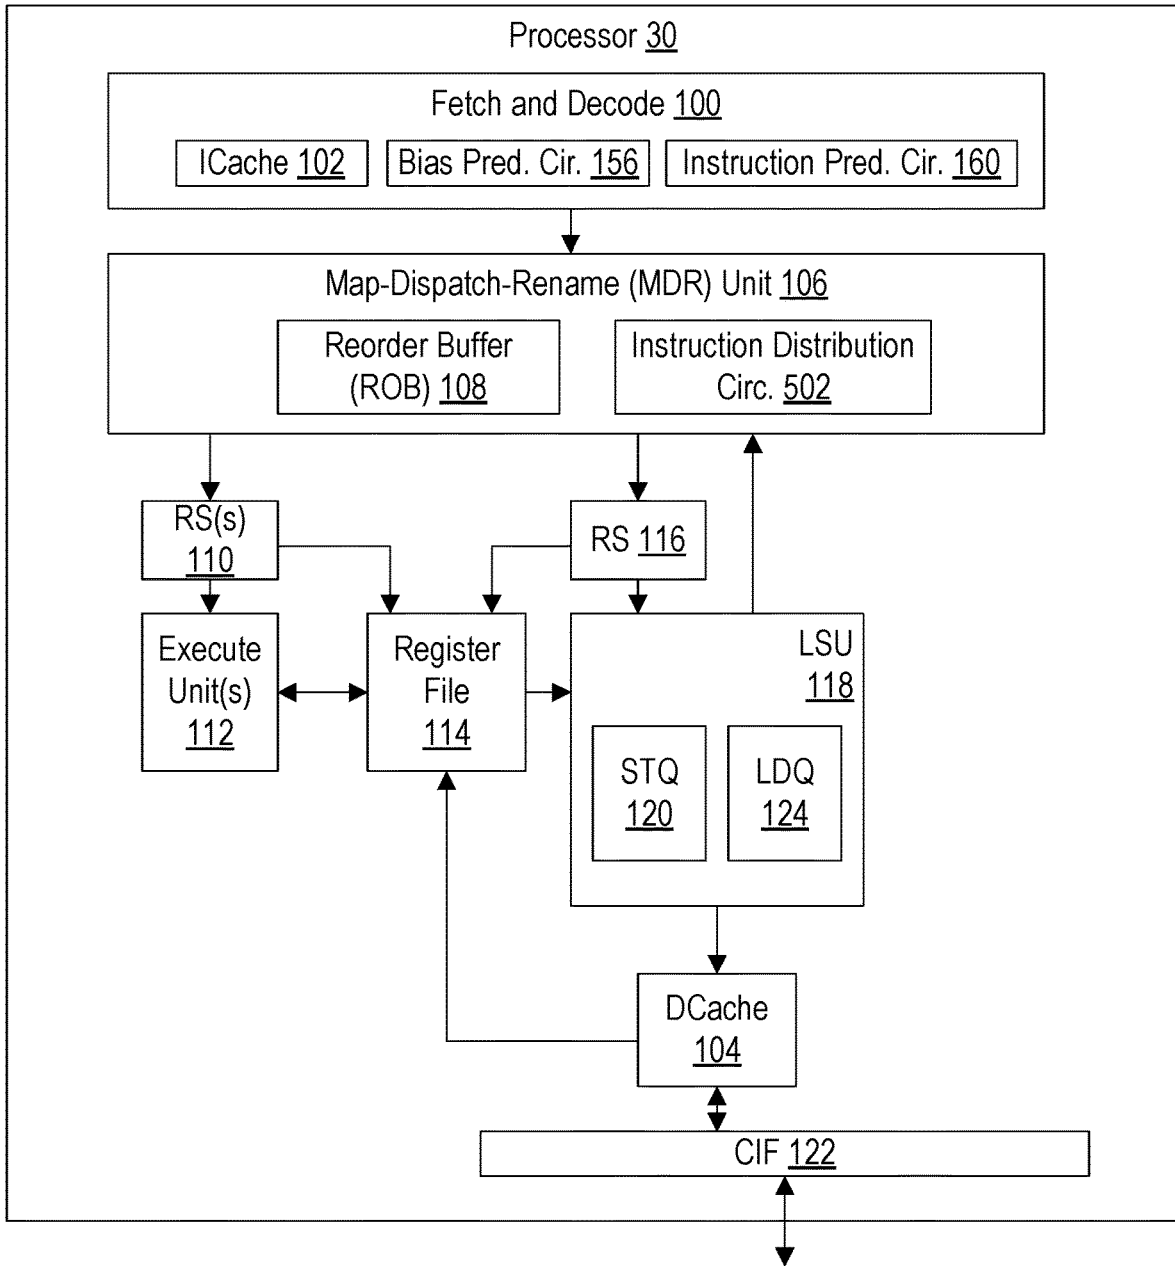 Processor 30
Fetch and Decode 100
ICache 102
Bias Pred. Cir. 156
Instruction Pred. Cir. 160
Map-Dispatch-Rename (MDR) Unit 106
Reorder Buffer
(ROB) 108
Instruction Distribution
Circ. 502
RS(s)
110
RS 116
Execute
Unit(s)
112
Register
File
114
LSU
118
STQ
120
LDQ
124
DCache
104
CIF 122